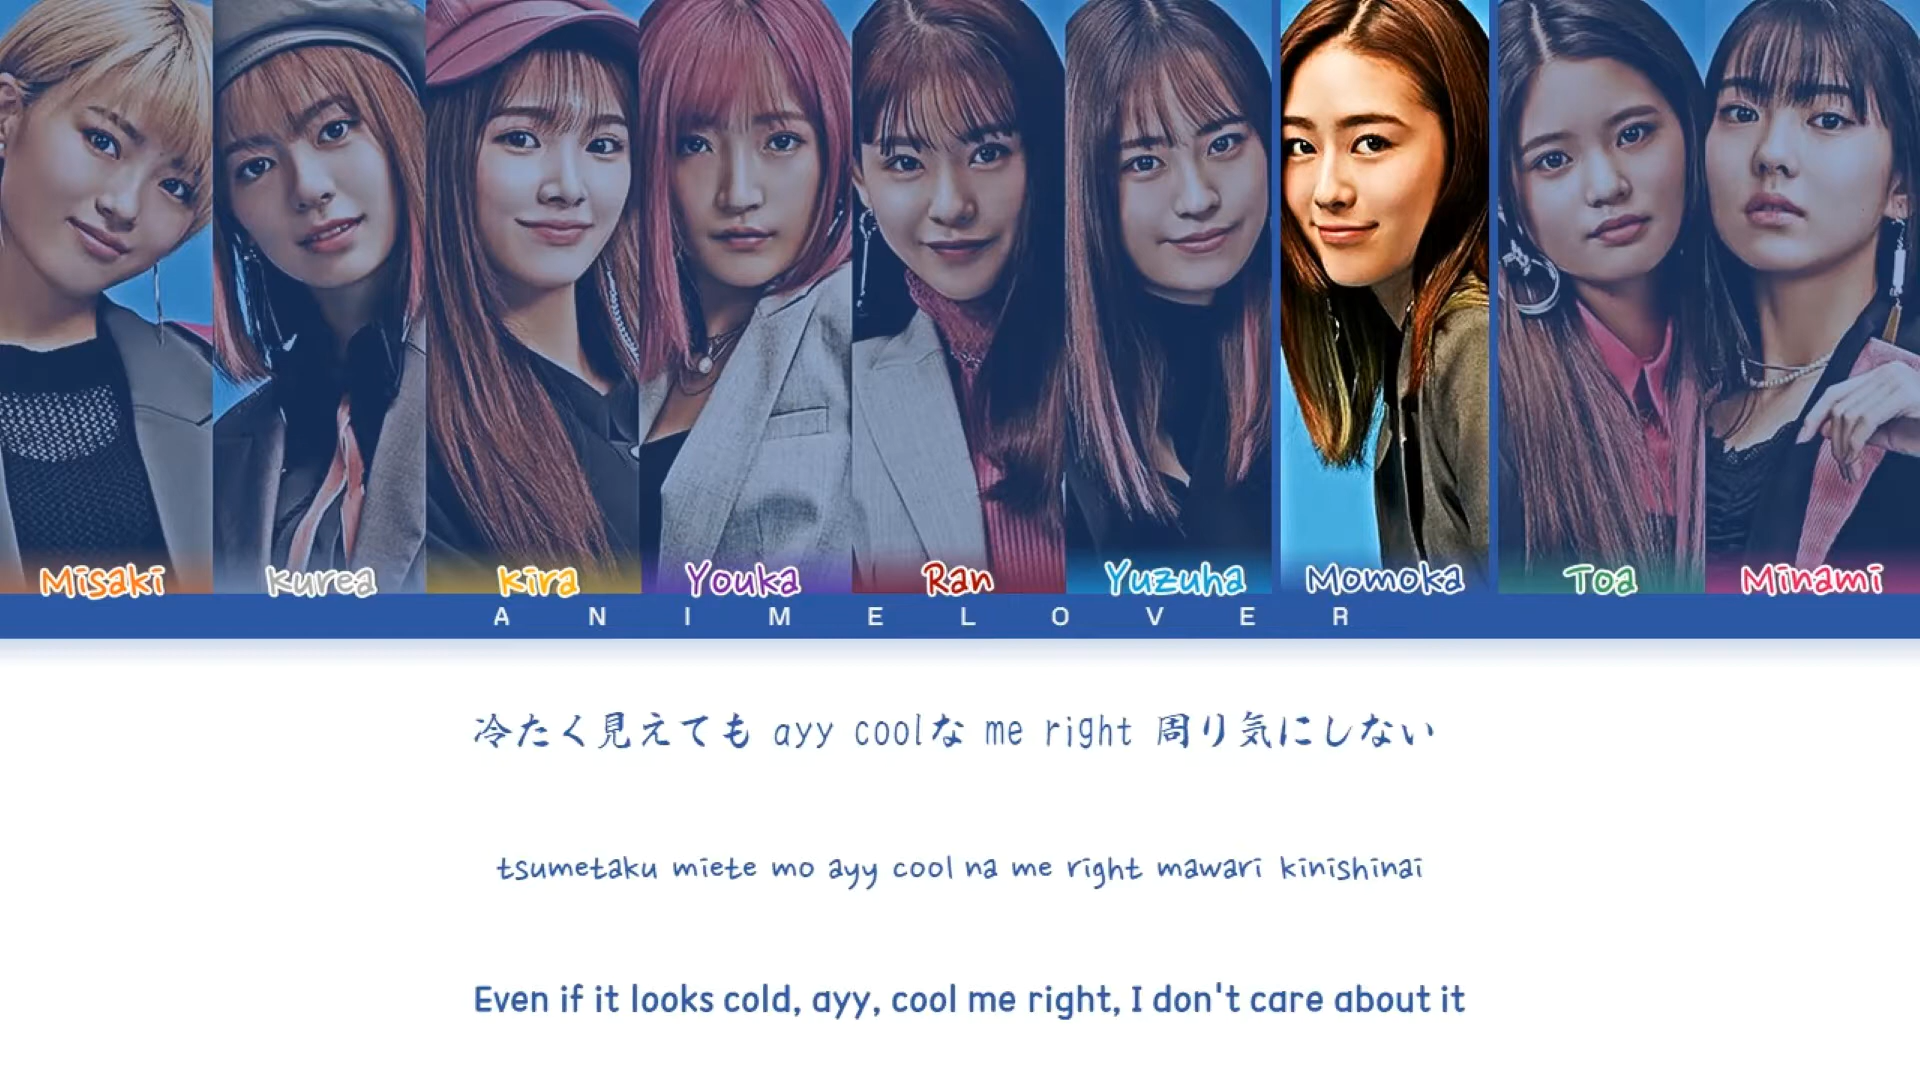 Misaki Kurea Kira Youka Ran Yuzuha Momoka Toa Minami
ANIMELOVER
冷たく見えても ayy coolな me right 周り気にしない
tsumetaku miete mo ayy cool na me right mawari kinishinai
Even if it looks cold, ayy, cool me right, I don't care about it